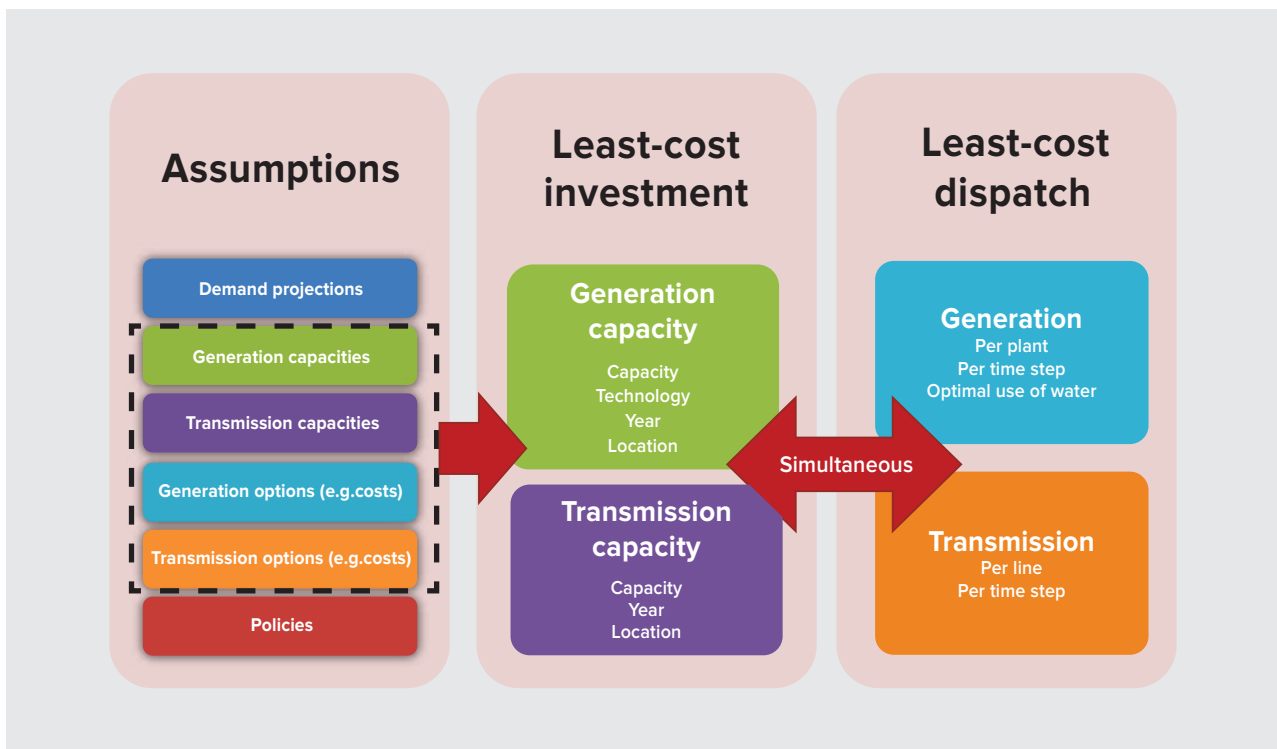 Assumptions
Demand projections
Generation capacities
Transmission capacities
Generation options (e.g.costs)
Transmission options (e.g.costs)
Policies
Least-cost
investment
Generation
capacity
Capacity
Technology
Year
Location
Transmission
capacity
Capacity
Year
Location
Simultaneous
Least-cost
dispatch
Generation
Per plant
Per time step
Optimal use of water
Transmission
Per line
Per time step